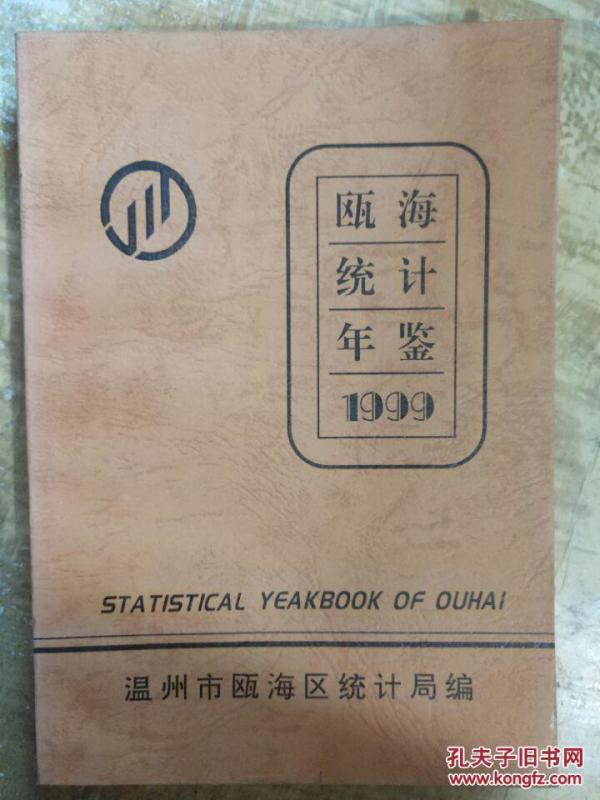 瓯海
统计
年鉴
1999
STATISTICAL YEAKBOOK OF OUHAI
温州市瓯海区统计局编
孔夫子旧书网
www.kongfz.com